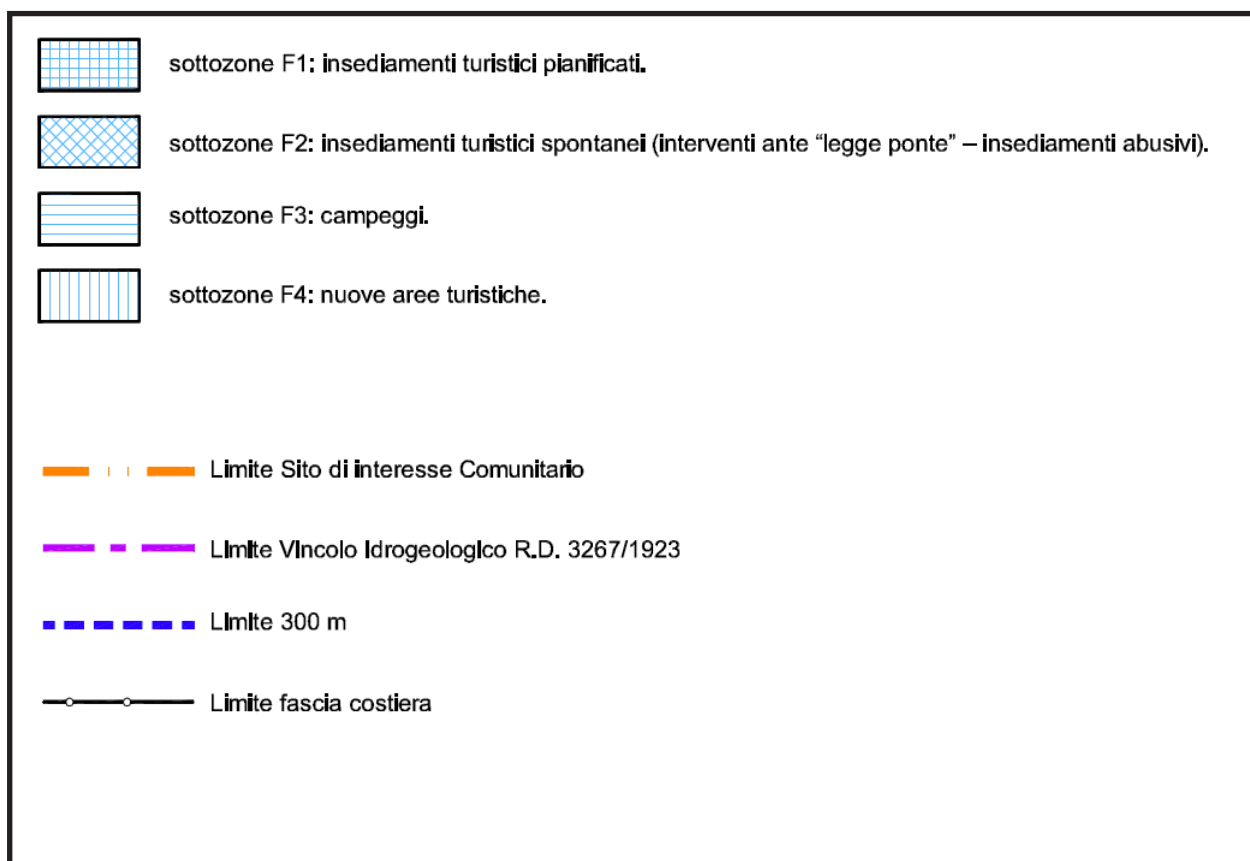 sottozone F1: insediamenti turistici pianificati.
sottozone F2: insediamenti turistici spontanei (interventi ante “legge ponte” – insediamenti abusivi).
sottozone F3: campeggi.
sottozone F4: nuove aree turistiche.
Limite Sito di interesse Comunitario
Limite Vincolo Idrogeologico R.D. 3267/1923
Limite 300 m
Limite fascia costiera